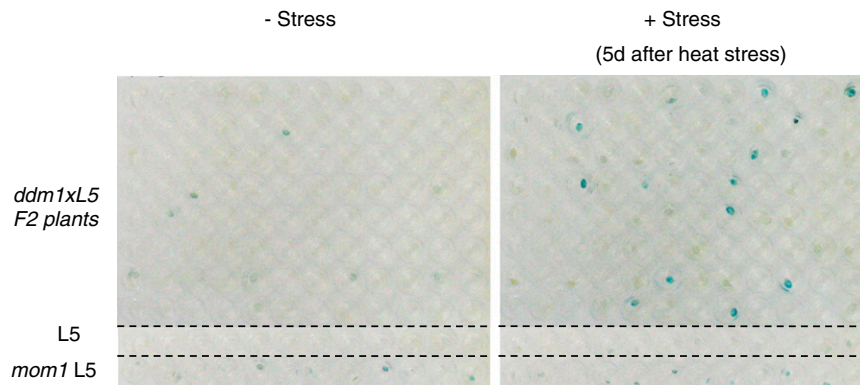 - Stress
+ Stress
(5d after heat stress)
ddm1xL5
F2 plants
L5
mom1 L5